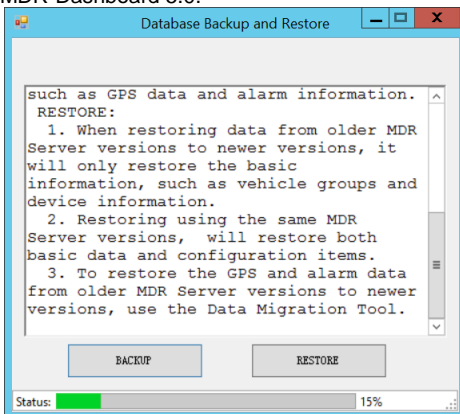 MDR-Dashboard 5.0.
Database Backup and Restore
such as GPS data and alarm information.
RESTORE:
1. When restoring data from older MDR
Server versions to newer versions, it
will only restore the basic
information, such as vehicle groups and
device information.
2. Restoring using the same MDR
Server versions,  will restore both
basic data and configuration items.
3. To restore the GPS and alarm data
from older MDR Server versions to newer
versions, use the Data Migration Tool.
BACKUP
RESTORE
Status:
15%